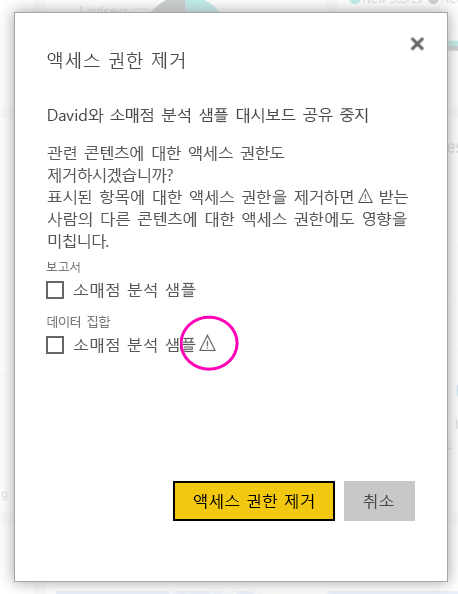 Lindseys
New Stores
액세스 권한 제거
David와 소매점 분석 샘플 대시보드 공유 중지
관련 콘텐츠에 대한 액세스 권한도
제거하시겠습니까?
표시된 항목에 대한 액세스 권한을 제거하면 ⚠ 받는
사람의 다른 콘텐츠에 대한 액세스 권한에도 영향을
미칩니다.
보고서
소매점 분석 샘플
데이터 집합
소매점 분석 샘플 ⚠
액세스 권한 제거
취소